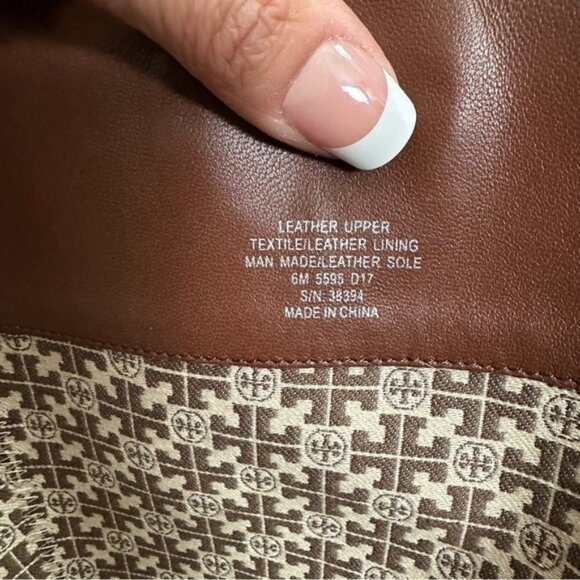 LEATHER UPPER
TEXTILE/LEATHER LINING
MAN MADE/LEATHER SOLE
6M 5595 D17
S/N: 38394
MADE IN CHINA